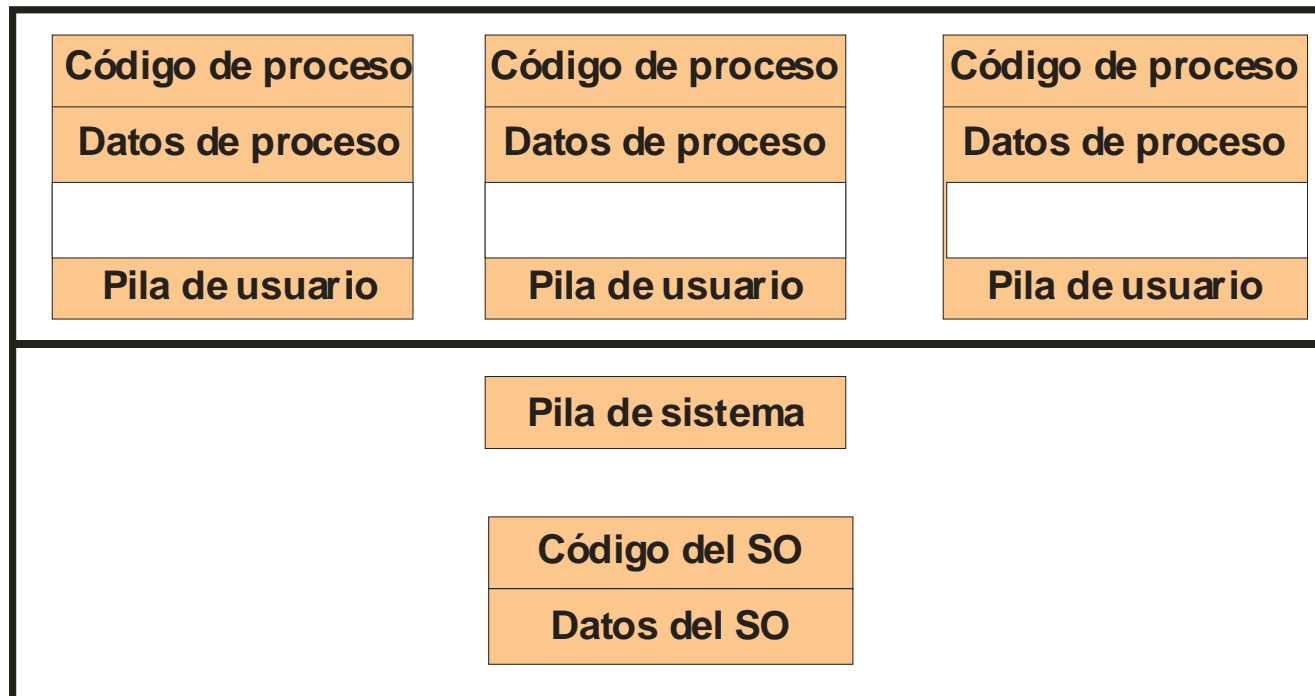 Código de proceso
Datos de proceso
Pila de usuario
Código de proceso
Datos de proceso
Pila de usuario
Código de proceso
Datos de proceso
Pila de usuario
Pila de sistema
Código del SO
Datos del SO